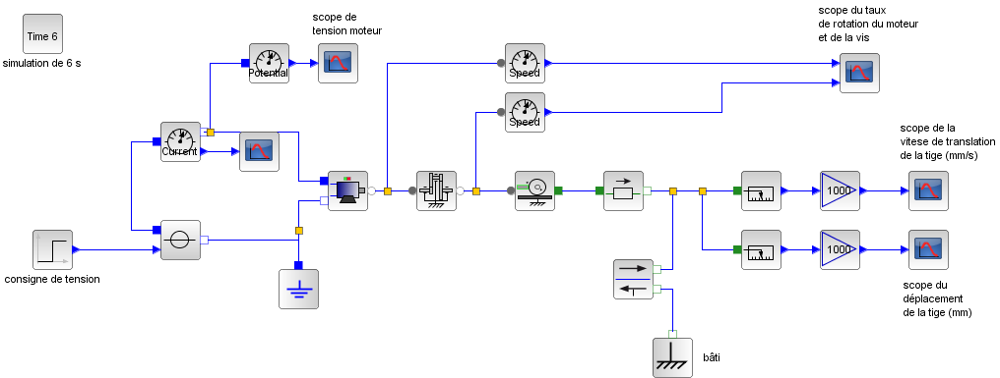 scope de
tension moteur
scope du taux
de rotation du moteur
et de la vis
Time 6
simulation de 6 s
Potential
Speed
Speed
Current
scope de la
vitese de translation
de la tige (mm/s)
1000
1000
consigne de tension
scope du
déplacement
de la tige (mm)
bâti